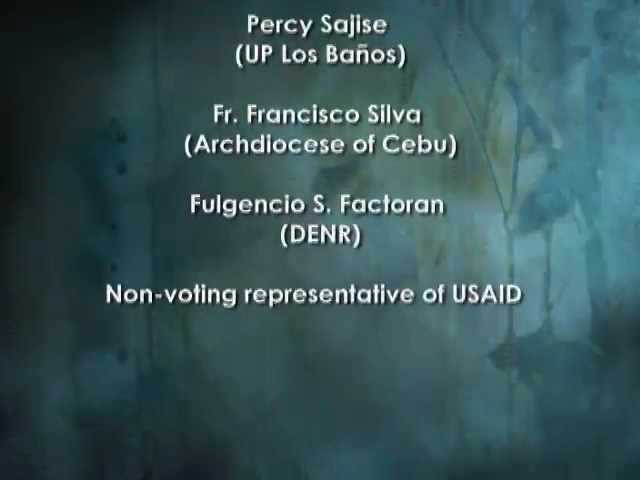 Percy Sajise
(UP Los Baños)
Fr. Francisco Silva
(Archdiocese of Cebu)
Fulgencio S. Factoran
(DENR)
Non-voting representative of USAID